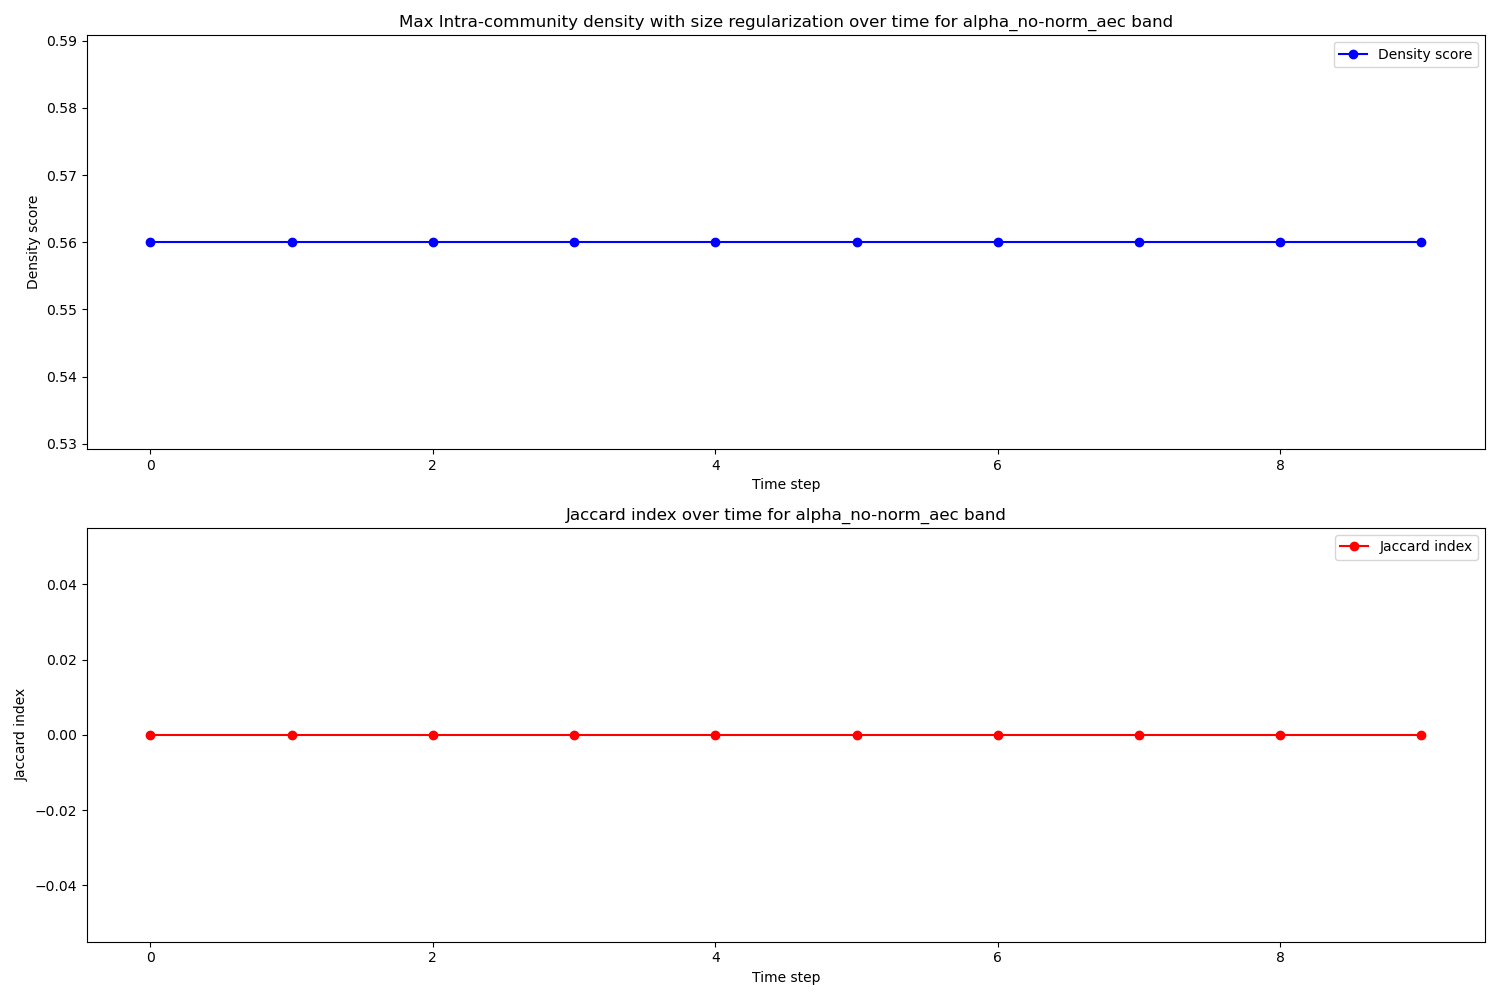 Max Intra-community density with size regularization over time for alpha_no-norm_aec band
Density score
0.59
0.58
0.57
0.56
0.55
0.54
0.53
Density score
0
2
4
6
8
Time step
Jaccard index over time for alpha_no-norm_aec band
Jaccard index
0.04
0.02
0.00
−0.02
−0.04
Jaccard index
0
2
4
6
8
Time step